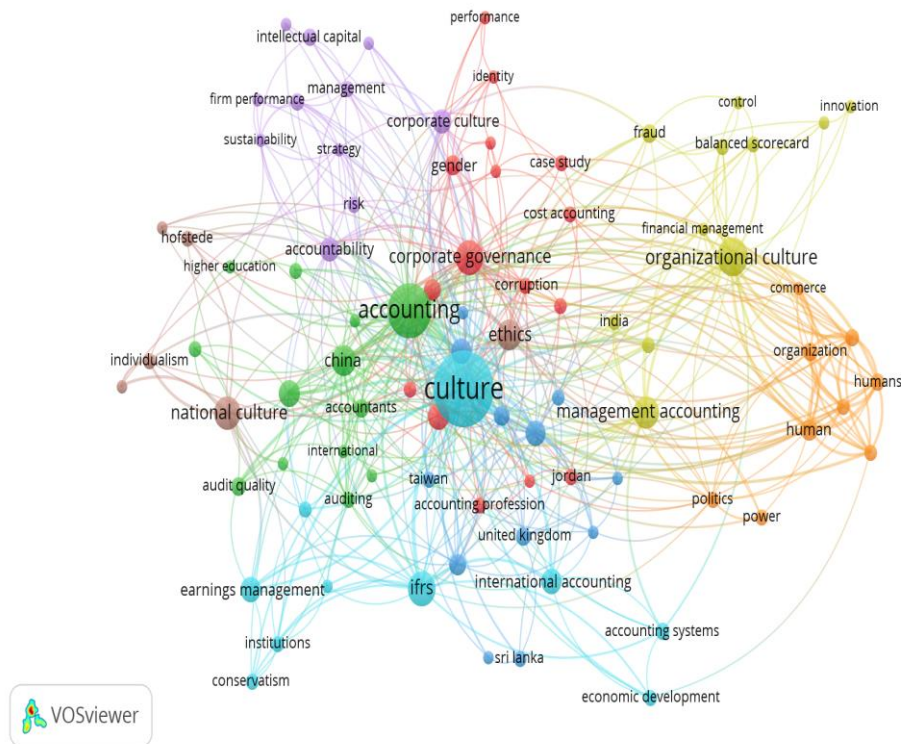 performance
intellectual capital
identity
management
firm performance
control
innovation
corporate culture
fraud
sustainability
balanced scorecard
strategy
gender
case study
risk
cost accounting
hofstede
financial management
accountability
corporate governance
organizational culture
higher education
corruption
commerce
accounting
india
ethics
individualism
china
organization
culture
humans
national culture
accountants
management accounting
human
international
taiwan
jordan
audit quality
auditing
accounting profession
politics
power
united kingdom
earnings management
ifrs
international accounting
institutions
accounting systems
sri lanka
conservatism
economic development
VOSviewer